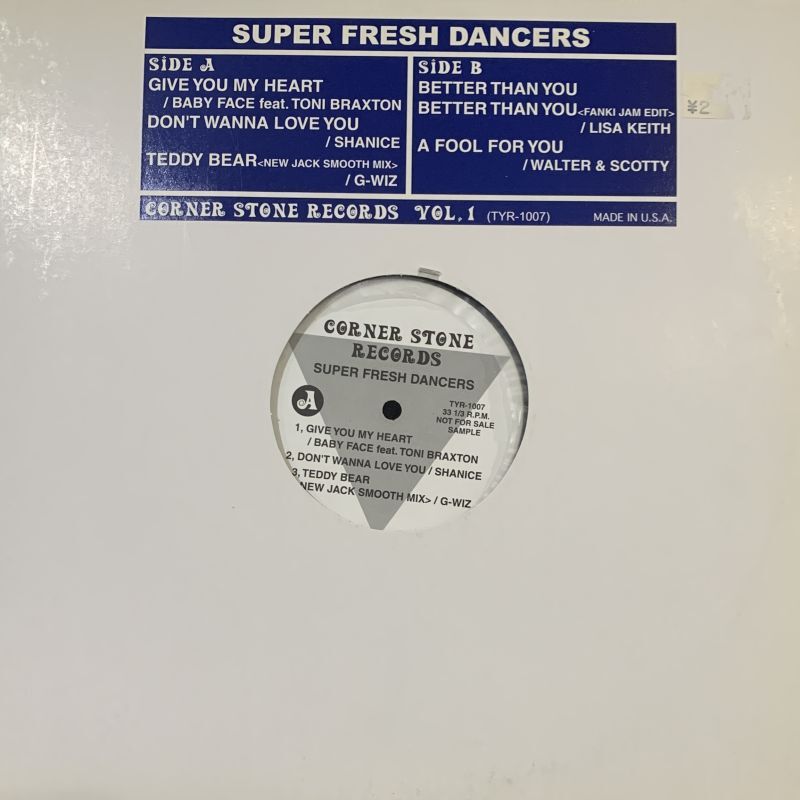 SUPER FRESH DANCERS
SiDE A
GIVE YOU MY HEART
/ BABY FACE feat. TONI BRAXTON
DON'T WANNA LOVE YOU
/ SHANICE
TEDDY BEAR<NEW JACK SMOOTH MIX>
/ G-WIZ
SiDE B
BETTER THAN YOU
BETTER THAN YOU<FANKI JAM EDIT>
/ LISA KEITH
A FOOL FOR YOU
/ WALTER & SCOTTY
CORNER STONE RECORDS VOL. 1 (TYR-1007) MADE IN U.S.A.
¥2
CORNER STONE
RECORDS
SUPER FRESH DANCERS
A
TYR-1007
33 1/3 R.P.M.
NOT FOR SALE
SAMPLE
1, GIVE YOU MY HEART
/ BABY FACE feat. TONI BRAXTON
2, DON'T WANNA LOVE YOU / SHANICE
3, TEDDY BEAR
NEW JACK SMOOTH MIX> / G-WIZ